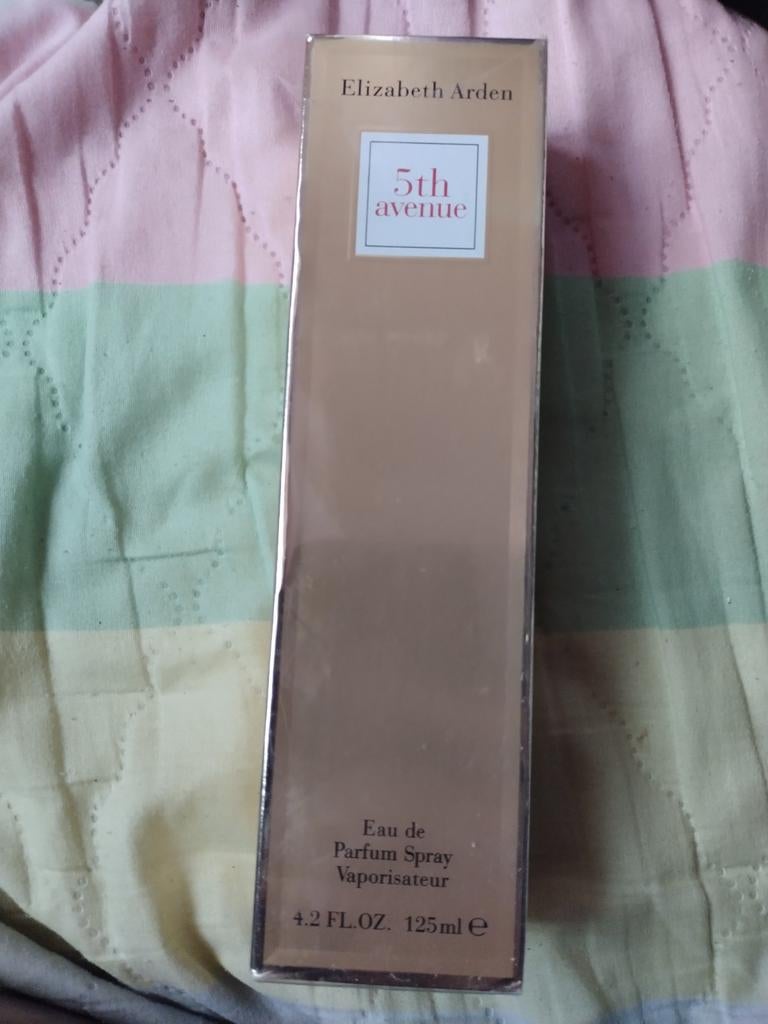 Elizabeth Arden
5th
avenue
Eau de
Parfum Spray
Vaporisateur
4.2 FL.OZ. 125ml ℮